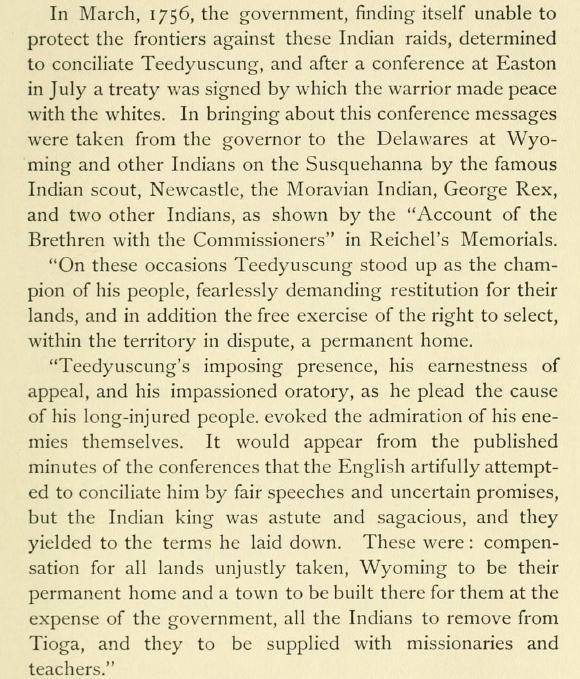 In March, 1756, the government, finding itself unable to
protect the frontiers against these Indian raids, determined
to conciliate Teedyuscung, and after a conference at Easton
in July a treaty was signed by which the warrior made peace
with the whites. In bringing about this conference messages
were taken from the governor to the Delawares at Wyo-
ming and other Indians on the Susquehanna by the famous
Indian scout, Newcastle, the Moravian Indian, George Rex,
and two other Indians, as shown by the “Account of the
Brethren with the Commissioners” in Reichel's Memorials.
“On these occasions Teedyuscung stood up as the cham-
pion of his people, fearlessly demanding restitution for their
lands, and in addition the free exercise of the right to select,
within the territory in dispute, a permanent home.
“Teedyuscung's imposing presence, his earnestness of
appeal, and his impassioned oratory, as he plead the cause
of his long-injured people. evoked the admiration of his ene-
mies themselves. It would appear from the published
minutes of the conferences that the English artifully attempt-
ed to conciliate him by fair speeches and uncertain promises,
but the Indian king was astute and sagacious, and they
yielded to the terms he laid down. These were: compen-
sation for all lands unjustly taken, Wyoming to be their
permanent home and a town to be built there for them at the
expense of the government, all the Indians to remove from
Tioga, and they to be supplied with missionaries and
teachers.”